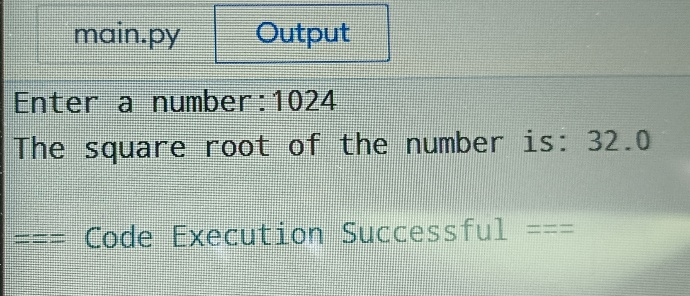 main.py Output
Enter a number:1024
The square root of the number is: 32.0
=== Code Execution Successful ===